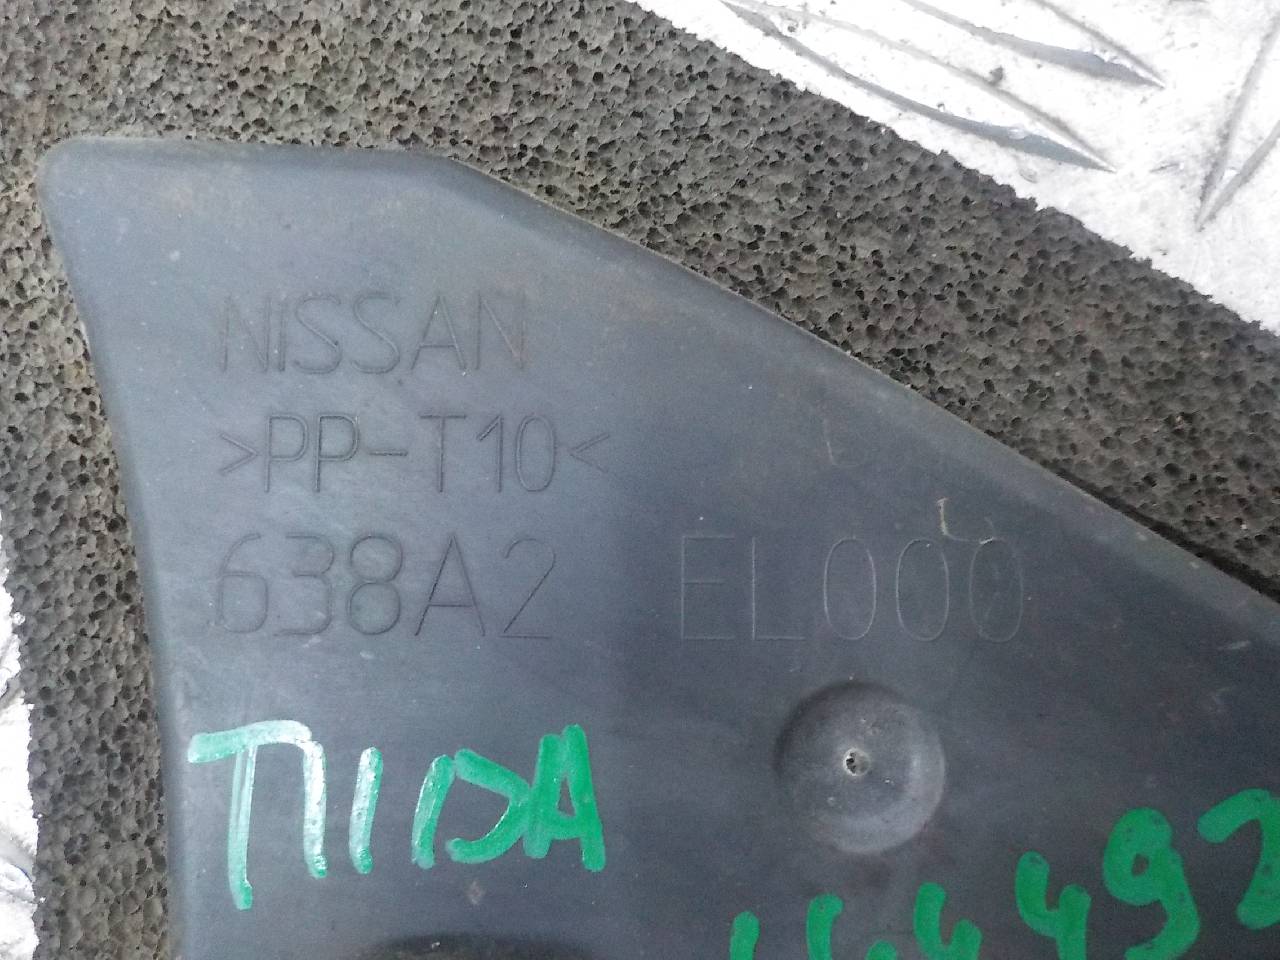 NISSAN
>PP-T10<
638A2 EL000
TIIDA